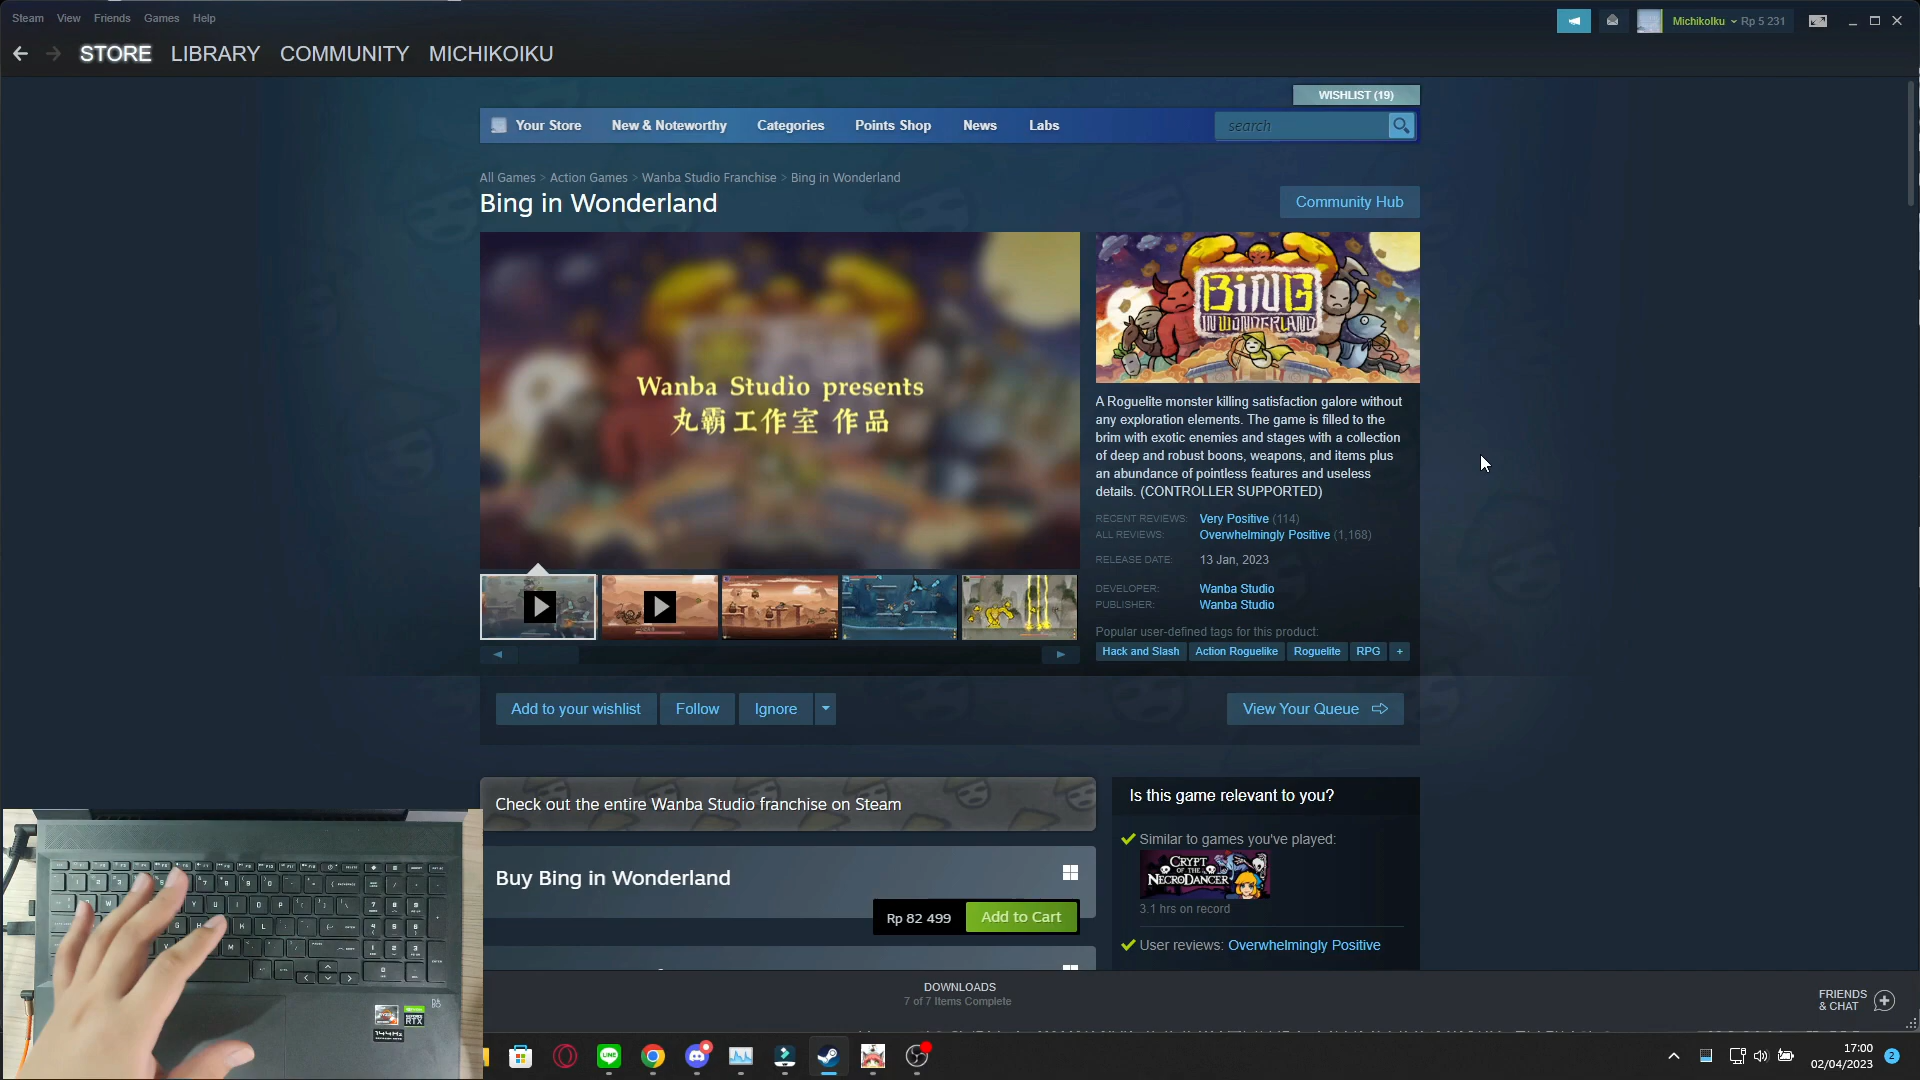 Steam View Friends Games Help
Michikolku Rp 5 231
STORE LIBRARY COMMUNITY MICHIKOIKU
WISHLIST (19)
Your Store New & Noteworthy Categories Points Shop News Labs search
All Games > Action Games > Wanba Studio Franchise > Bing in Wonderland
Bing in Wonderland
Community Hub
Wanba Studio presents
丸霸工作室 作品
BING
IN WONDERLAND
A Roguelite monster killing satisfaction galore without
any exploration elements. The game is filled to the
brim with exotic enemies and stages with a collection
of deep and robust boons, weapons, and items plus
an abundance of pointless features and useless
details. (CONTROLLER SUPPORTED)
RECENT REVIEWS: Very Positive (114)
ALL REVIEWS: Overwhelmingly Positive (1,168)
RELEASE DATE: 13 Jan, 2023
DEVELOPER: Wanba Studio
PUBLISHER: Wanba Studio
Popular user-defined tags for this product:
Hack and Slash Action Roguelike Roguelite RPG +
Add to your wishlist Follow Ignore
View Your Queue
Check out the entire Wanba Studio franchise on Steam
Is this game relevant to you?
Similar to games you've played:
CRYPT
OF THE
NECRODANCER
3.1 hrs on record
Buy Bing in Wonderland
Rp 82 499 Add to Cart
User reviews: Overwhelmingly Positive
DOWNLOADS
7 of 7 Items Complete
FRIENDS
& CHAT
RYZEN
RTX
144Hz
LINE
17:00
02/04/2023
2